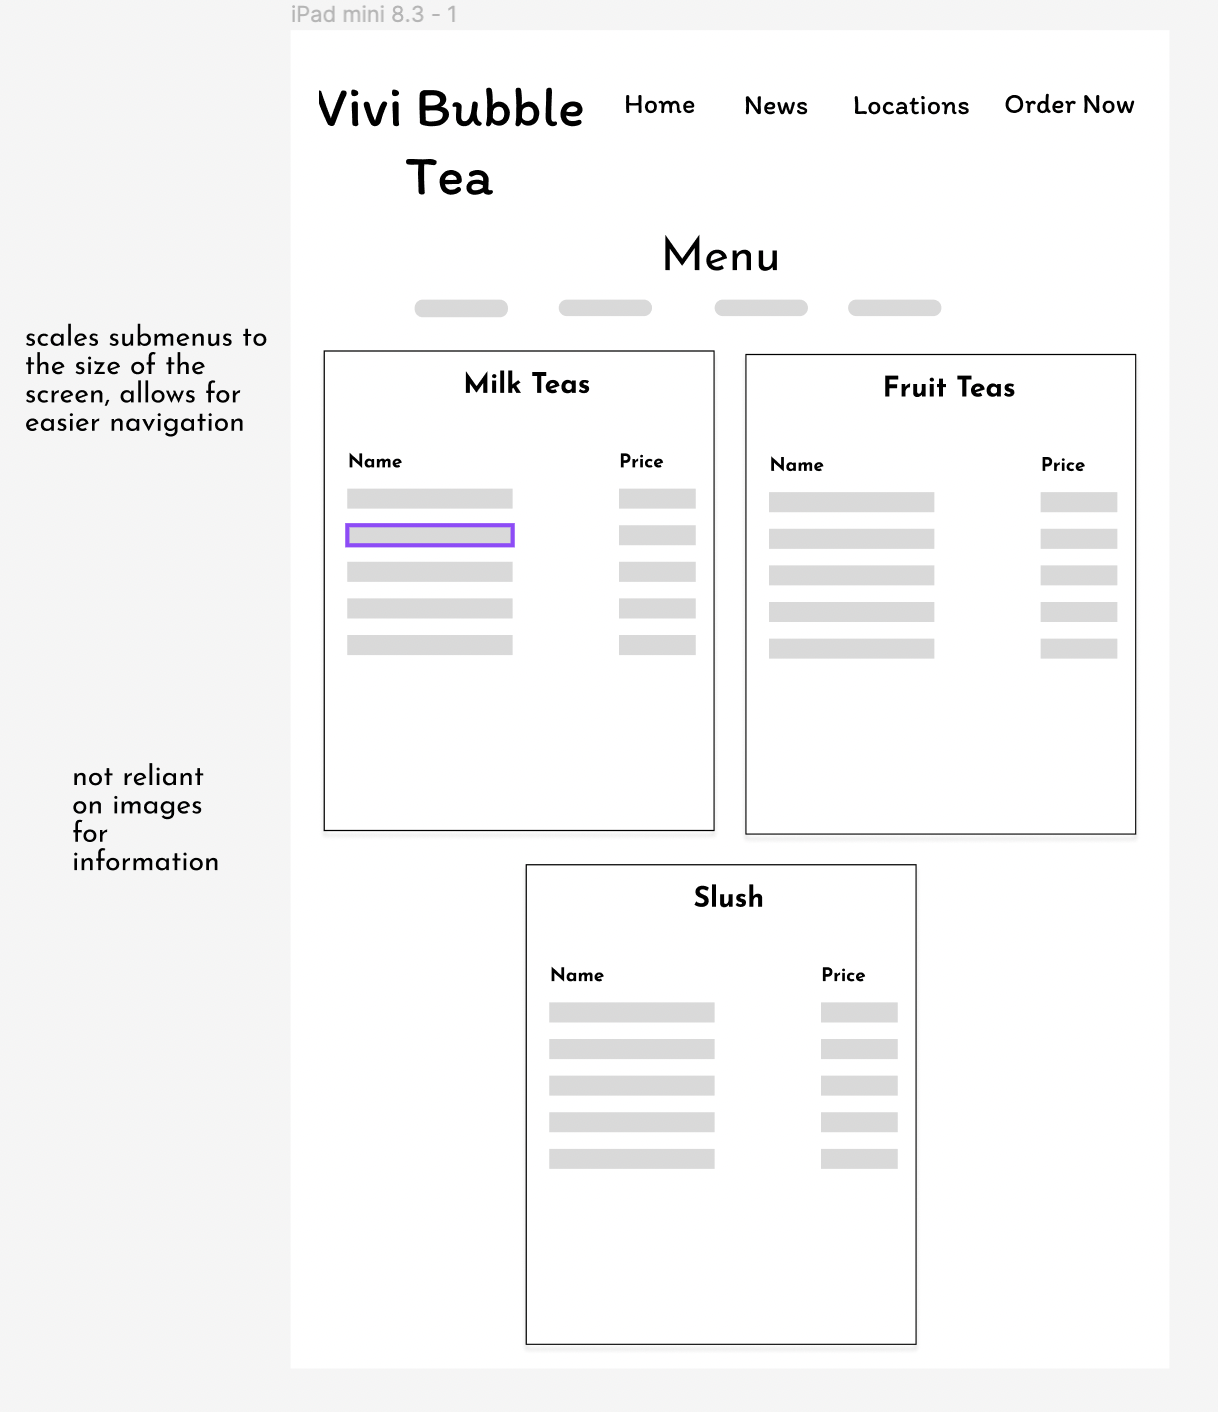 iPad mini 8.3 - 1
Vivi Bubble
Tea
Home
News
Locations
Order Now
Menu
scales submenus to
the size of the
screen, allows for
easier navigation
Milk Teas
Name
Price
Fruit Teas
Name
Price
not reliant
on images
for
information
Slush
Name
Price